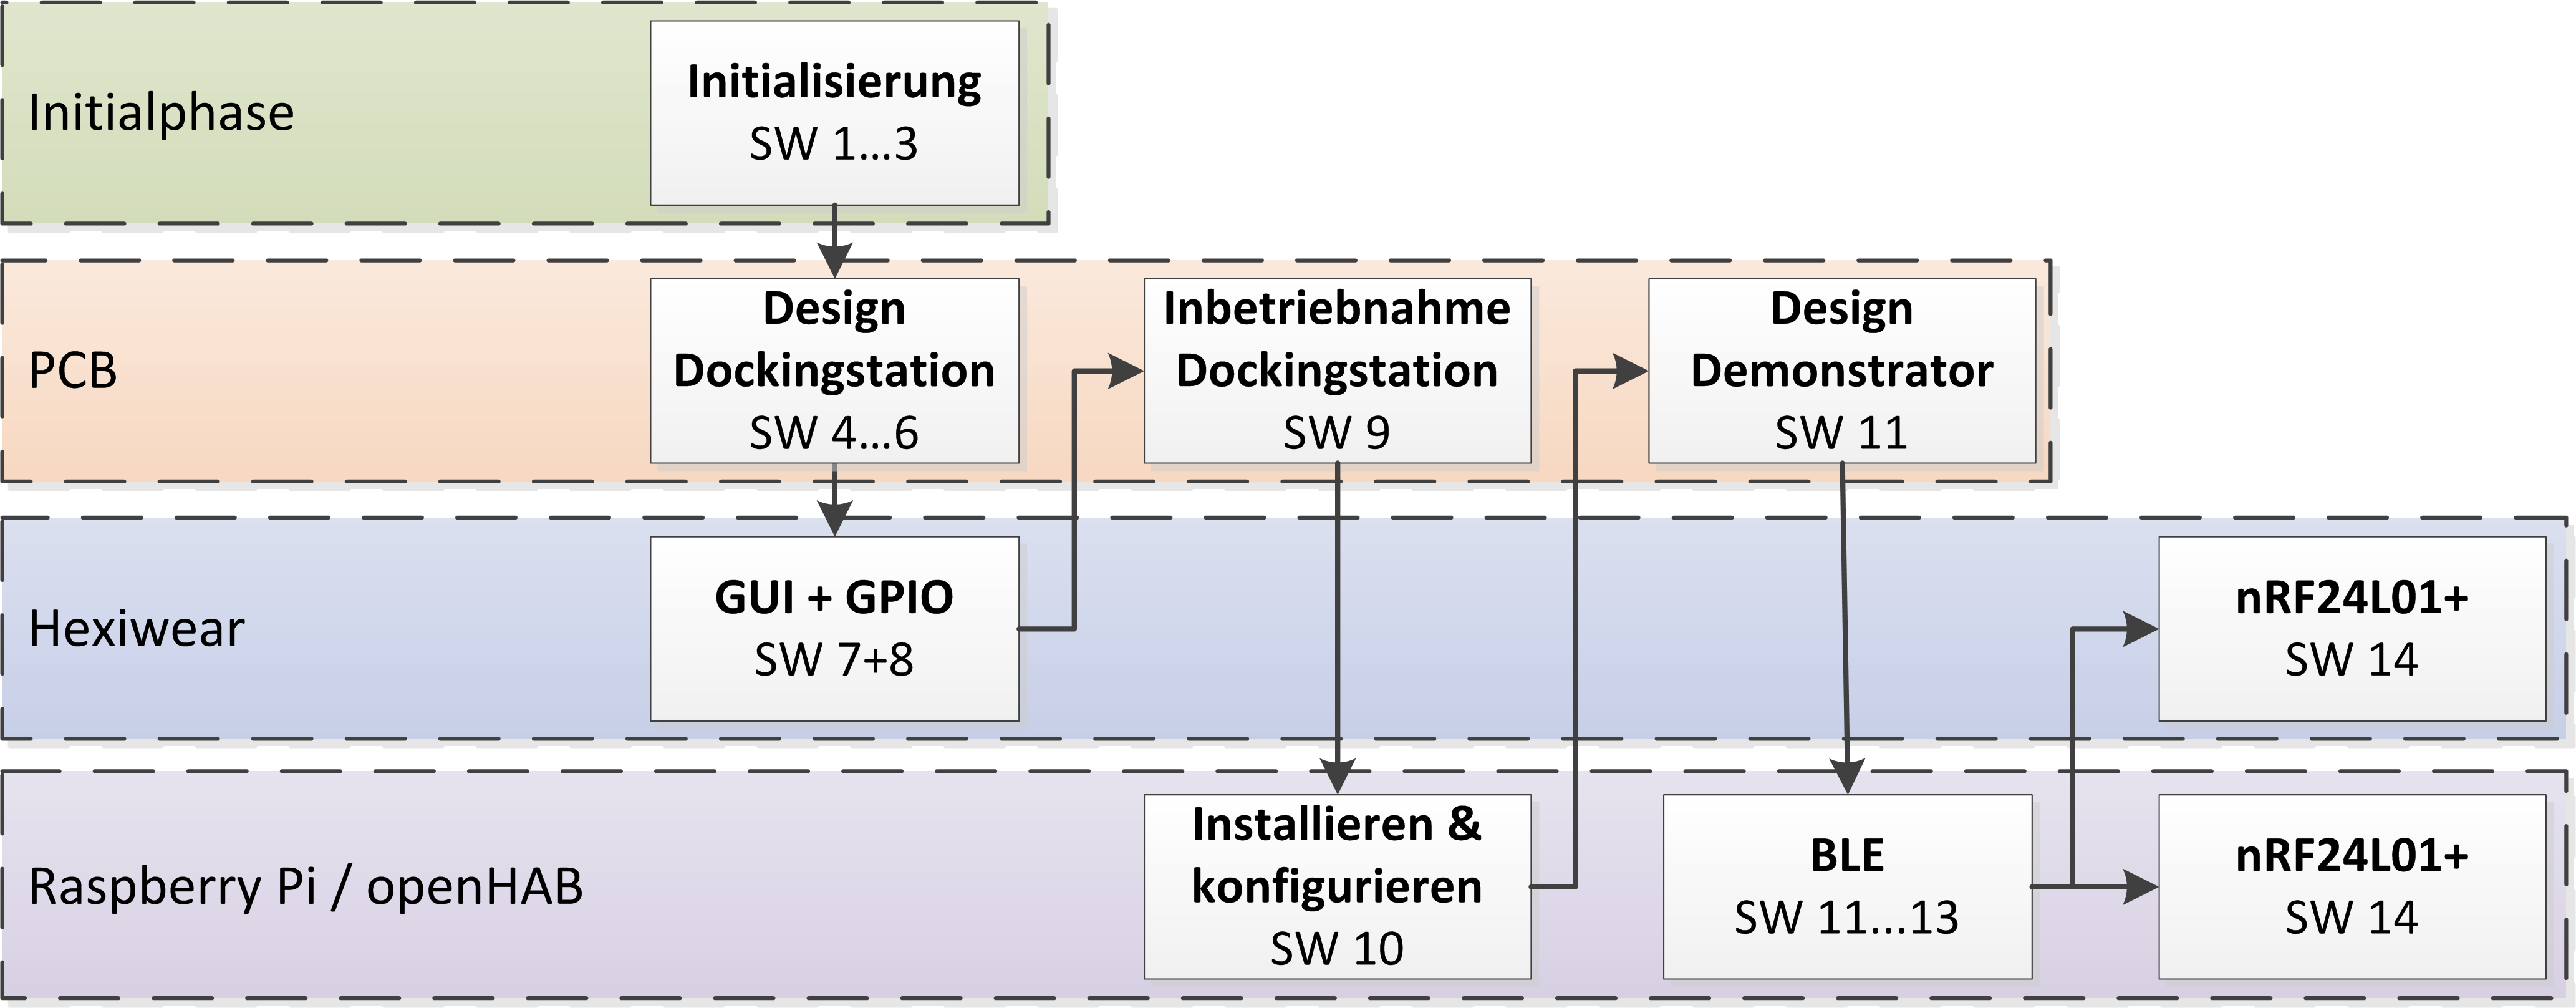 Initialphase
Initialisierung
SW 1...3
PCB
Design
Dockingstation
SW 4...6
Inbetriebnahme
Dockingstation
SW 9
Design
Demonstrator
SW 11
Hexiwear
GUI + GPIO
SW 7+8
nRF24L01+
SW 14
Raspberry Pi / openHAB
Installieren &
konfigurieren
SW 10
BLE
SW 11...13
nRF24L01+
SW 14